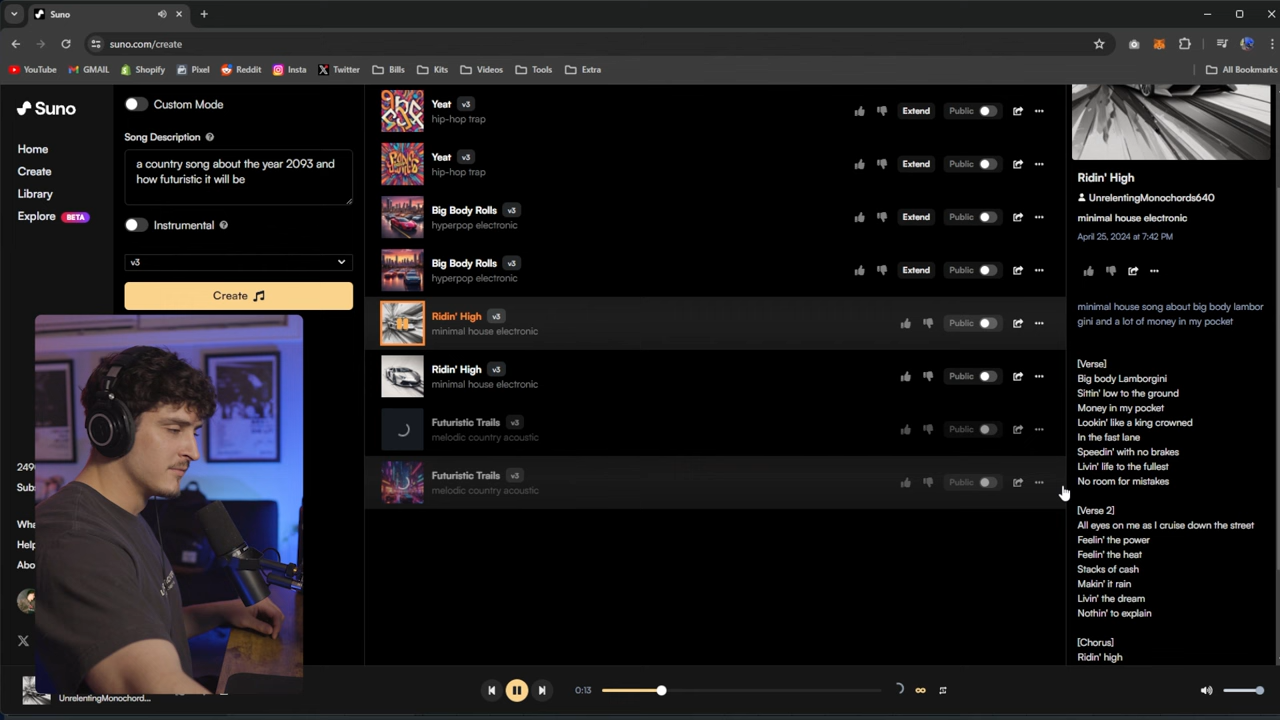 Suno
suno.com/create
YouTube
GMAIL
Shopify
Pixel
Reddit
Insta
Twitter
Bills
Kits
Videos
Tools
Extra
All Bookmarks
Suno
Home
Create
Library
Explore BETA
249
Sub
Wha
Help
Abo
Custom Mode
Song Description
a country song about the year 2093 and
how futuristic it will be
Instrumental
v3
Create
Yeat v3
hip-hop trap
Extend Public
Yeat v3
hip-hop trap
Extend Public
Big Body Rolls v3
hyperpop electronic
Extend Public
Big Body Rolls v3
hyperpop electronic
Extend Public
Ridin' High v3
minimal house electronic
Public
Ridin' High v3
minimal house electronic
Public
Futuristic Trails v3
melodic country acoustic
Public
Futuristic Trails v3
melodic country acoustic
Public
Ridin' High
UnrelentingMonochords640
minimal house electronic
April 25, 2024 at 7:42 PM
minimal house song about big body lambor
gini and a lot of money in my pocket
[Verse]
Big body Lamborgini
Sittin' low to the ground
Money in my pocket
Lookin' like a king crowned
In the fast lane
Speedin' with no brakes
Livin' life to the fullest
No room for mistakes
[Verse 2]
All eyes on me as I cruise down the street
Feelin' the power
Feelin' the heat
Stacks of cash
Makin' it rain
Livin' the dream
Nothin' to explain
[Chorus]
Ridin' high
UnrelentingMonochord...
0:13